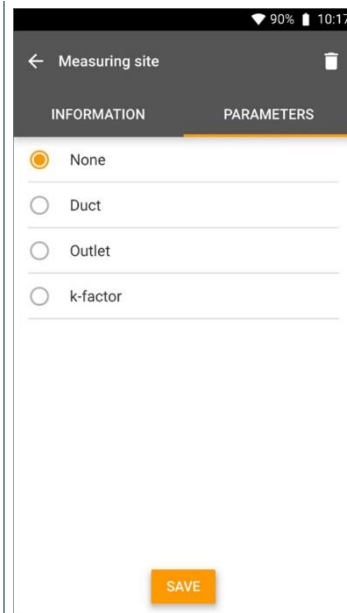 90% 10:17
Measuring site
INFORMATION PARAMETERS
None
Duct
Outlet
k-factor
SAVE